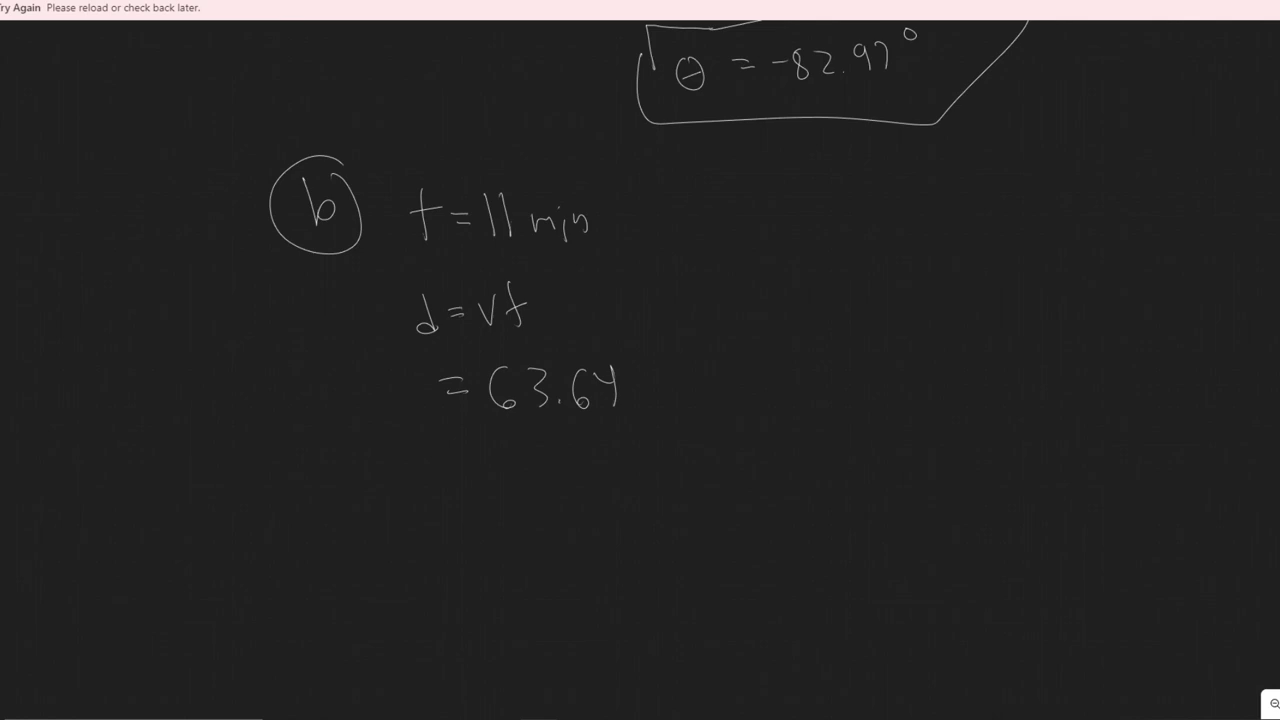 Try Again Please reload or check back later.
θ = -82.97°
b t = 11 min
d = vt
= 63.64